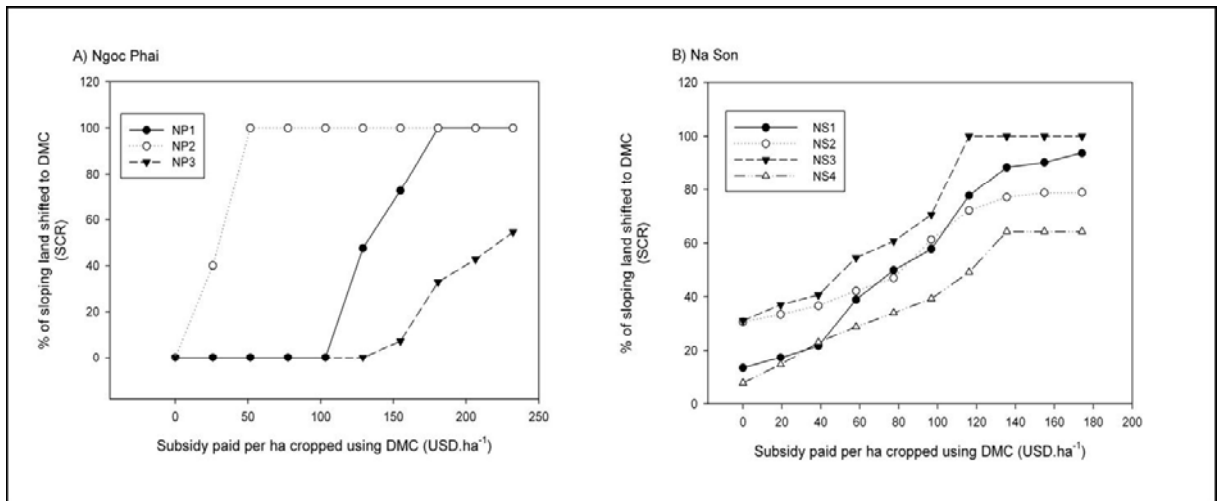 A) Ngoc Phai
120
100
80
60
40
20
0
% of sloping land shifted to DMC
(SCR)
NP1
NP2
NP3
0
50
100
150
200
250
Subsidy paid per ha cropped using DMC (USD.ha⁻¹)
B) Na Son
120
100
80
60
40
20
0
% of sloping land shifted to DMC
(SCR)
NS1
NS2
NS3
NS4
0
20
40
60
80
100
120
140
160
180
200
Subsidy paid per ha cropped using DMC (USD.ha⁻¹)